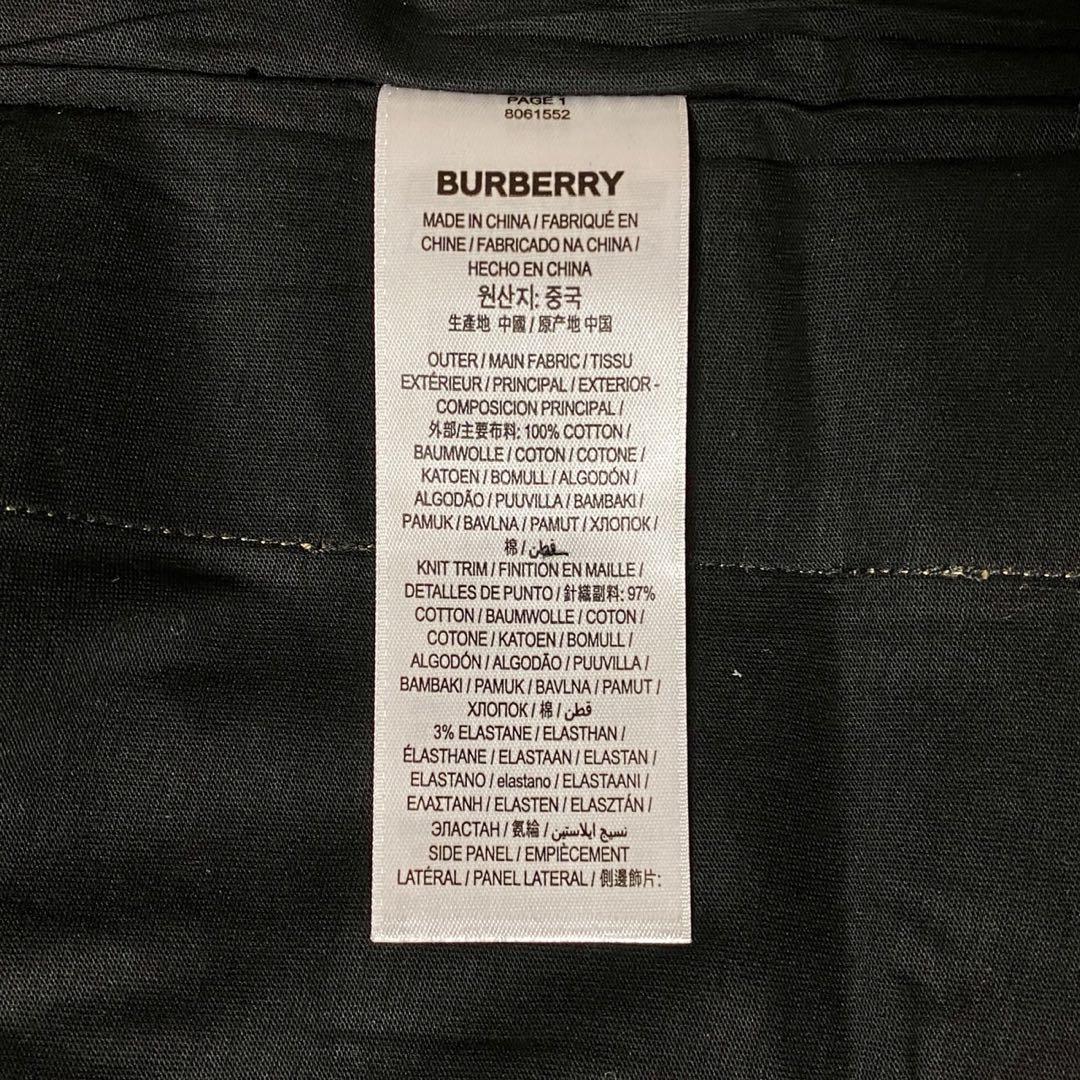 PAGE 1
8061552
BURBERRY
MADE IN CHINA / FABRIQUÉ EN
CHINE / FABRICADO NA CHINA /
HECHO EN CHINA
원산지: 중국
生產地 中國 / 原产地 中国
OUTER / MAIN FABRIC / TISSU
EXTÉRIEUR / PRINCIPAL / EXTERIOR -
COMPOSICION PRINCIPAL /
外部/主要布料: 100% COTTON /
BAUMWOLLE / COTON / COTONE /
KATOEN / BOMULL / ALGODÓN /
ALGODÃO / PUUVILLA / BAMBAKI /
PAMUK / BAVLNA / PAMUT / ХЛОПОК /
棉 / قطن
KNIT TRIM / FINITION EN MAILLE /
DETALLES DE PUNTO / 針織副料: 97%
COTTON / BAUMWOLLE / COTON /
COTONE / KATOEN / BOMULL /
ALGODÓN / ALGODÃO / PUUVILLA /
BAMBAKI / PAMUK / BAVLNA / PAMUT /
ХЛОПОК / 棉 / قطن
3% ELASTANE / ELASTHAN /
ÉLASTHANE / ELASTAAN / ELASTAN /
ELASTANO / elastano / ELASTAANI /
ΕΛΑΣΤΑΝΗ / ELASTEN / ELASZTÁN /
ЭЛАСТАН / 氨綸 / نسيج ايلاستين
SIDE PANEL / EMPIÈCEMENT
LATÉRAL / PANEL LATERAL / 側邊飾片: